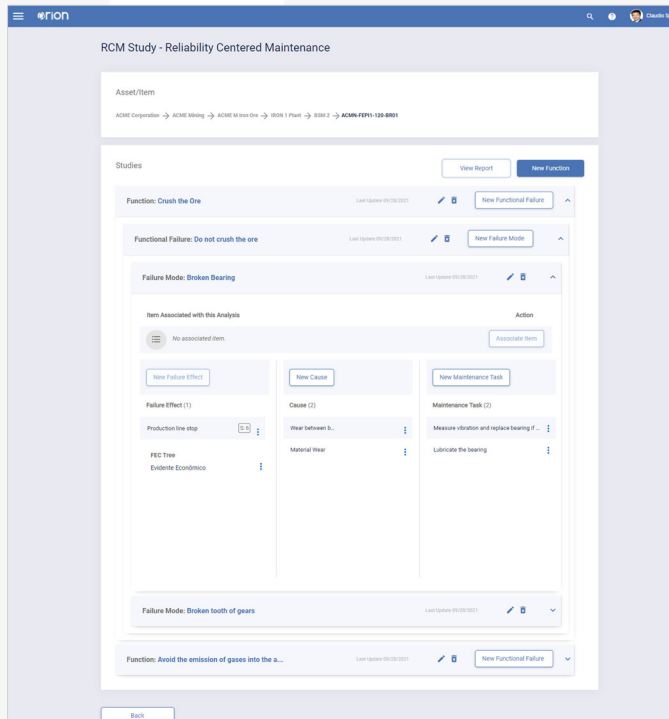 orion
Claudio S
RCM Study - Reliability Centered Maintenance
Asset/Item
ACME Corporation → ACME Mining → ACME M Iron Ore → IRON 1 Plant → BSM 2 → ACMN-FEPI1-120-BR01
Studies
View Report
New Function
Function: Crush the Ore
Last Update 09/28/2021
New Functional Failure
Functional Failure: Do not crush the ore
Last Update 09/28/2021
New Failure Mode
Failure Mode: Broken Bearing
Last Update 09/28/2021
Item Associated with this Analysis
Action
No associated item.
Associate Item
New Failure Effect
New Cause
New Maintenance Task
Failure Effect (1)
Cause (2)
Maintenance Task (2)
Production line stop
S: 6
Wear between b...
Measure vibration and replace bearing if ...
FEC Tree
Evidente Econômico
Material Wear
Lubricate the bearing
Failure Mode: Broken tooth of gears
Last Update 09/28/2021
Function: Avoid the emission of gases into the a...
Last Update 09/28/2021
New Functional Failure
Back